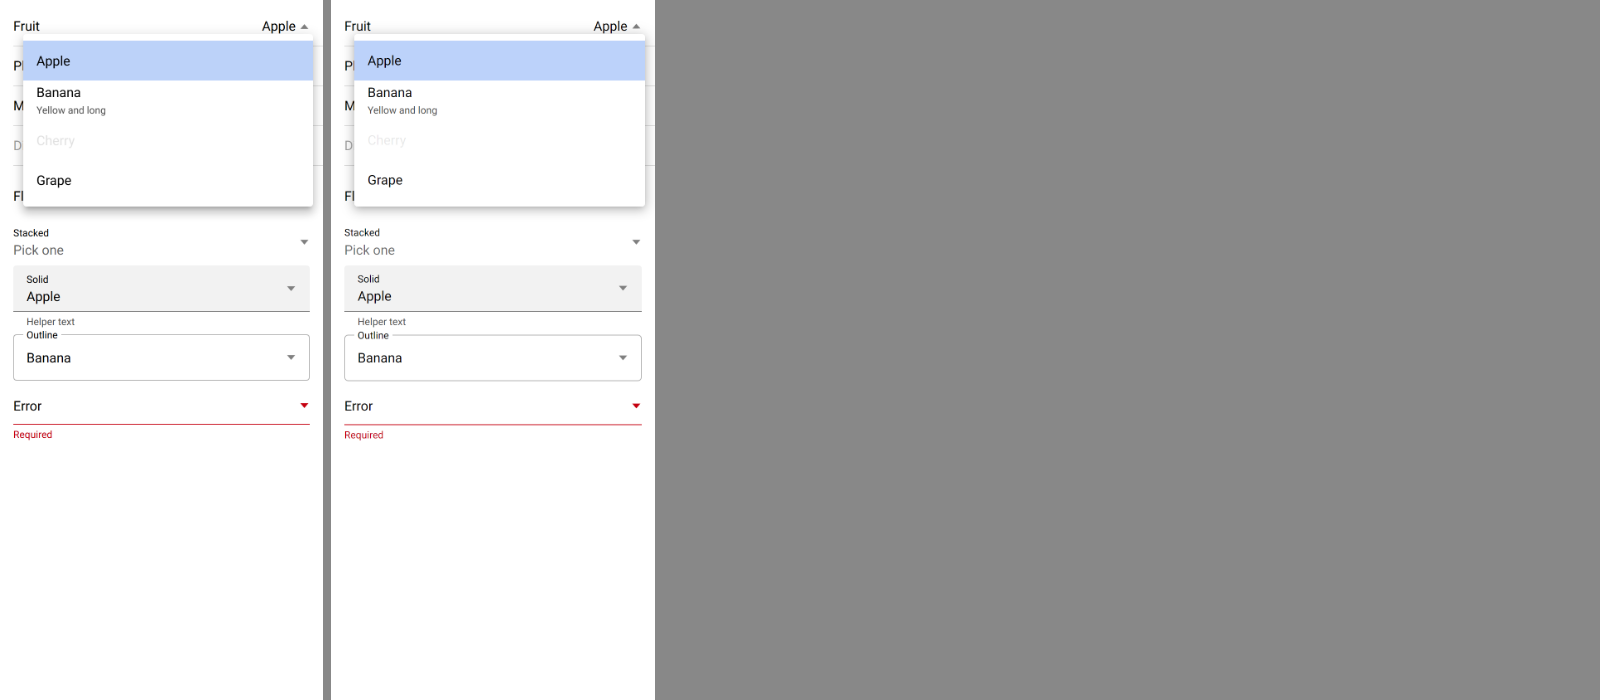 Fruit Apple
Apple
Banana
Yellow and long
Cherry
Grape
Stacked
Pick one
Solid
Apple
Helper text
Outline
Banana
Error
Required
Fruit Apple
Apple
Banana
Yellow and long
Cherry
Grape
Stacked
Pick one
Solid
Apple
Helper text
Outline
Banana
Error
Required